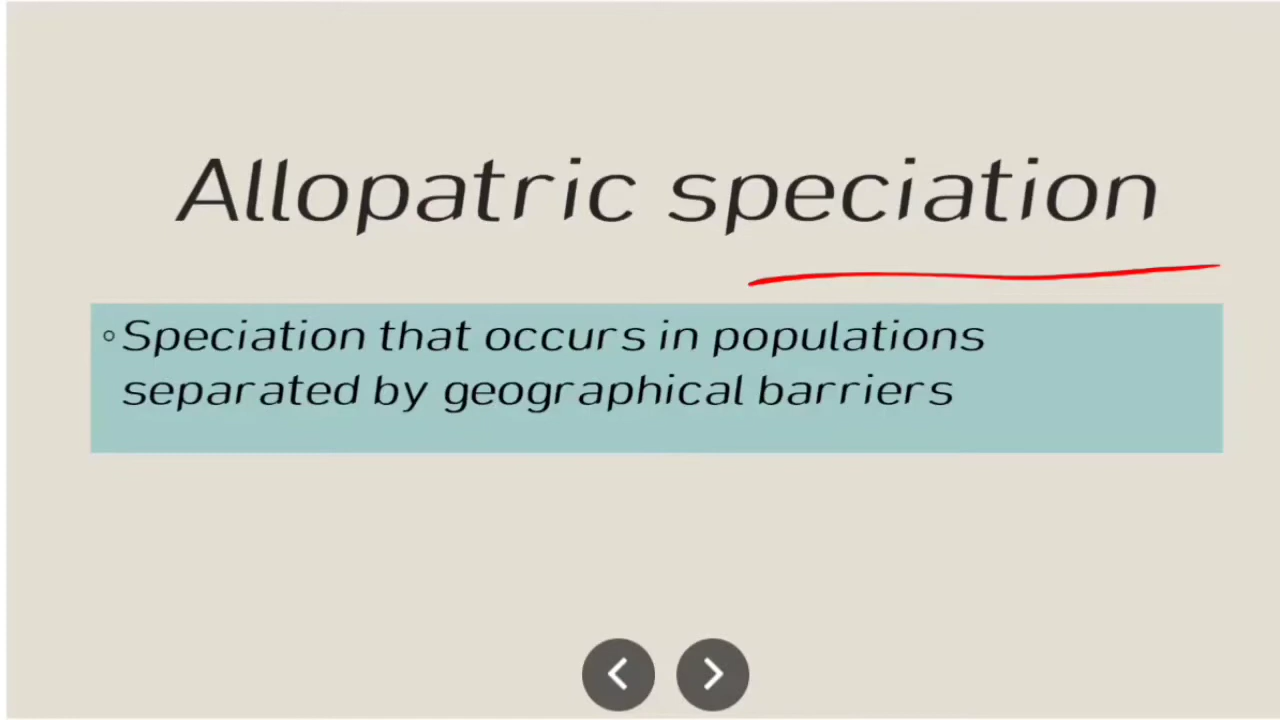 Allopatric speciation
◦Speciation that occurs in populations
separated by geographical barriers